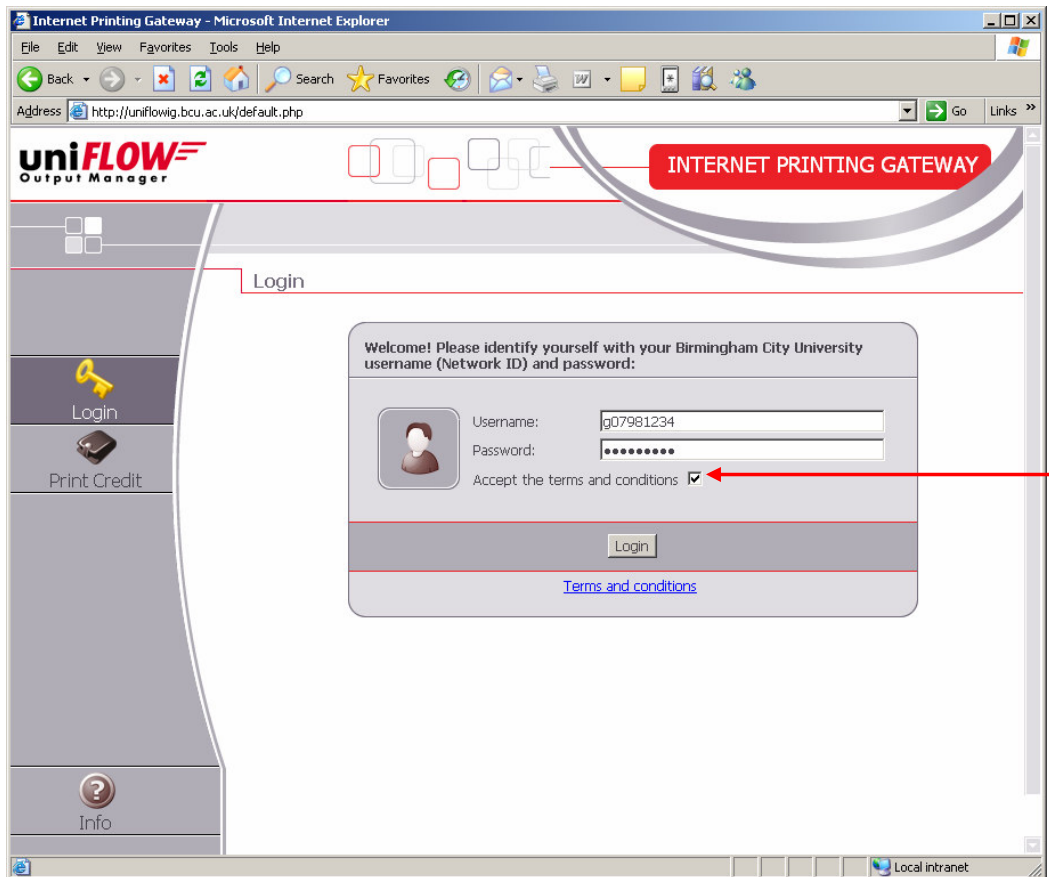 Internet Printing Gateway - Microsoft Internet Explorer
File Edit View Favorites Tools Help
Back Search Favorites
Address http://uniflowig.bcu.ac.uk/default.php Go Links »
uniFLOW
Output Manager
INTERNET PRINTING GATEWAY
Login
Welcome! Please identify yourself with your Birmingham City University
username (Network ID) and password:
Username: g07981234
Password: •••••••••
Accept the terms and conditions
Login
Terms and conditions
Login
Print Credit
Info
Local intranet